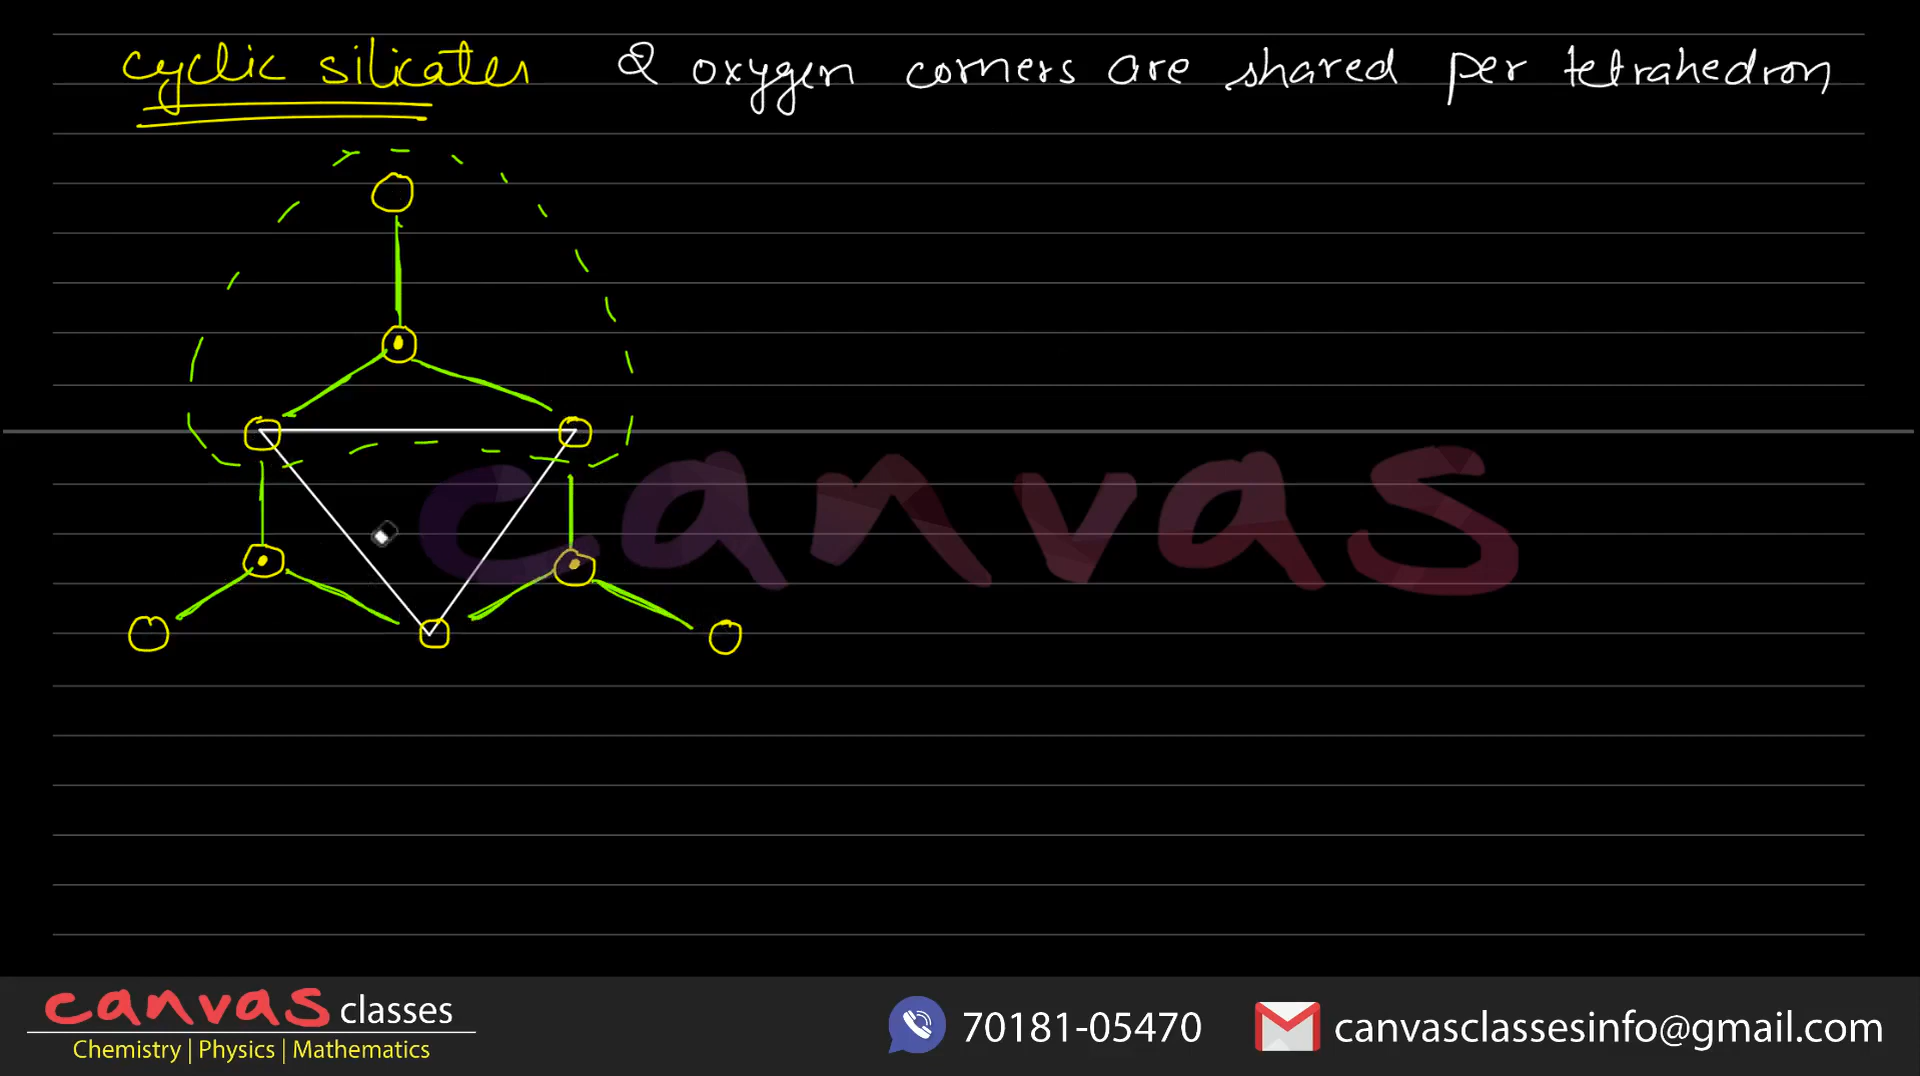 cyclic silicates 2 oxygen corners are shared per tetrahedron
canvas
canvas classes
Chemistry | Physics | Mathematics
70181-05470
canvasclassesinfo@gmail.com